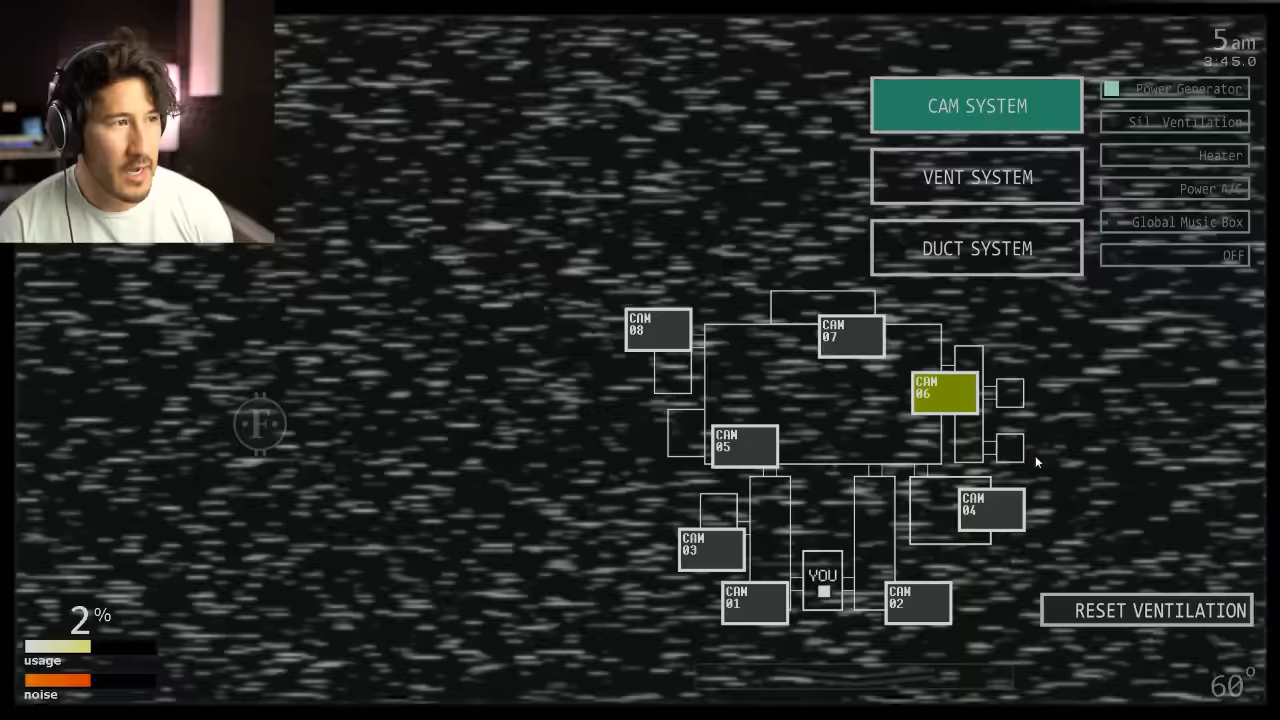 5 am
3:45.0
CAM SYSTEM
Power Generator
Sil. Ventilation
Heater
VENT SYSTEM
Power A/C
Global Music Box
DUCT SYSTEM
OFF
CAM
08
CAM
07
CAM
06
F
CAM
05
CAM
04
CAM
03
YOU
CAM
01
CAM
02
RESET VENTILATION
2%
usage
noise
60°